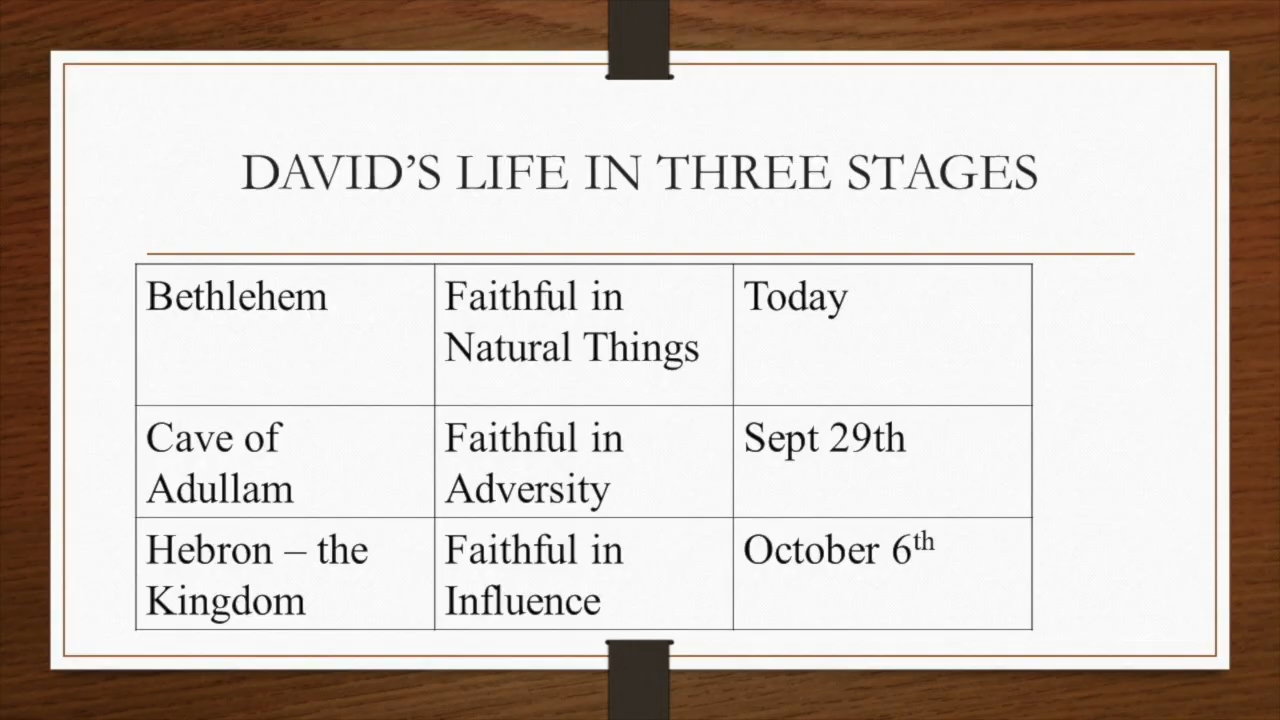 DAVID’S LIFE IN THREE STAGES
Bethlehem
Faithful in
Natural Things
Today
Cave of
Adullam
Faithful in
Adversity
Sept 29th
Hebron – the
Kingdom
Faithful in
Influence
October 6th